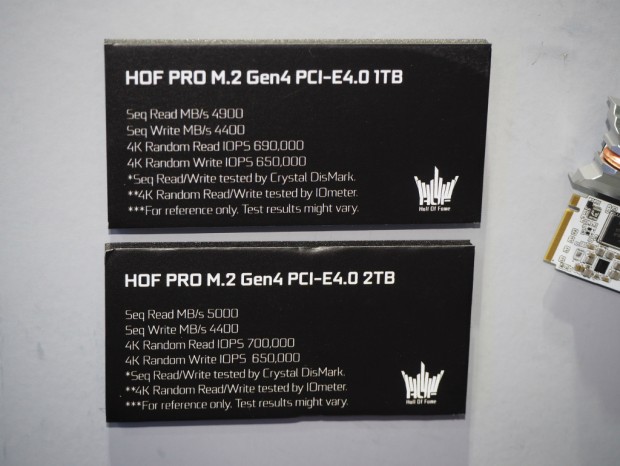 HOF PRO M.2 Gen4 PCI-E4.0 1TB
Seq Read MB/s 4900
Seq Write MB/s 4400
4K Random Read IOPS 690,000
4K Random Write IOPS 650,000
*Seq Read/Write tested by Crystal DisMark.
**4K Random Read/Write tested by IOmeter.
***For reference only. Test results might vary.
HOF
Hall Of Fame
HOF PRO M.2 Gen4 PCI-E4.0 2TB
Seq Read MB/s 5000
Seq Write MB/s 4400
4K Random Read IOPS 700,000
4K Random Write IOPS 650,000
*Seq Read/Write tested by Crystal DisMark.
**4K Random Read/Write tested by IOmeter.
***For reference only. Test results might vary.
HOF
Hall Of Fame